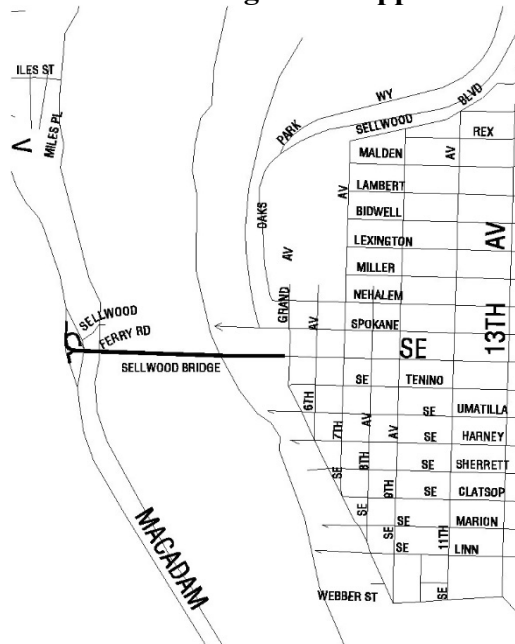 ILES ST
MILES PL
V
PARK
WY
SELLWOOD
BLVD
REX
MALDEN
AV
AV
LAMBERT
BIDWELL
OAKS
LEXINGTON
AV
AV
MILLER
GRAND
NEHALEM
13TH
AV
SPOKANE
SELLWOOD
FERRY RD
SE
SELLWOOD BRIDGE
SE
TENINO
6TH
SE
UMATILLA
7TH
AV
AV
SE
HARNEY
8TH
SE
SHERRETT
SE
9TH
SE
CLATSOP
SE
SE
MARION
SE
11TH
SE
LINN
MACADAM
WEBBER ST
SE